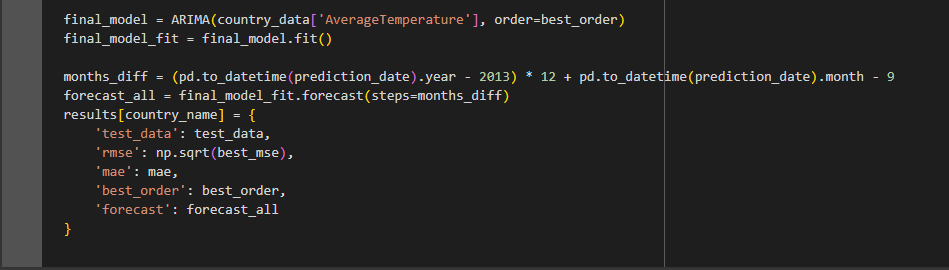 final_model = ARIMA(country_data['AverageTemperature'], order=best_order)
final_model_fit = final_model.fit()
months_diff = (pd.to_datetime(prediction_date).year - 2013) * 12 + pd.to_datetime(prediction_date).month - 9
forecast_all = final_model_fit.forecast(steps=months_diff)
results[country_name] = {
    'test_data': test_data,
    'rmse': np.sqrt(best_mse),
    'mae': mae,
    'best_order': best_order,
    'forecast': forecast_all
}